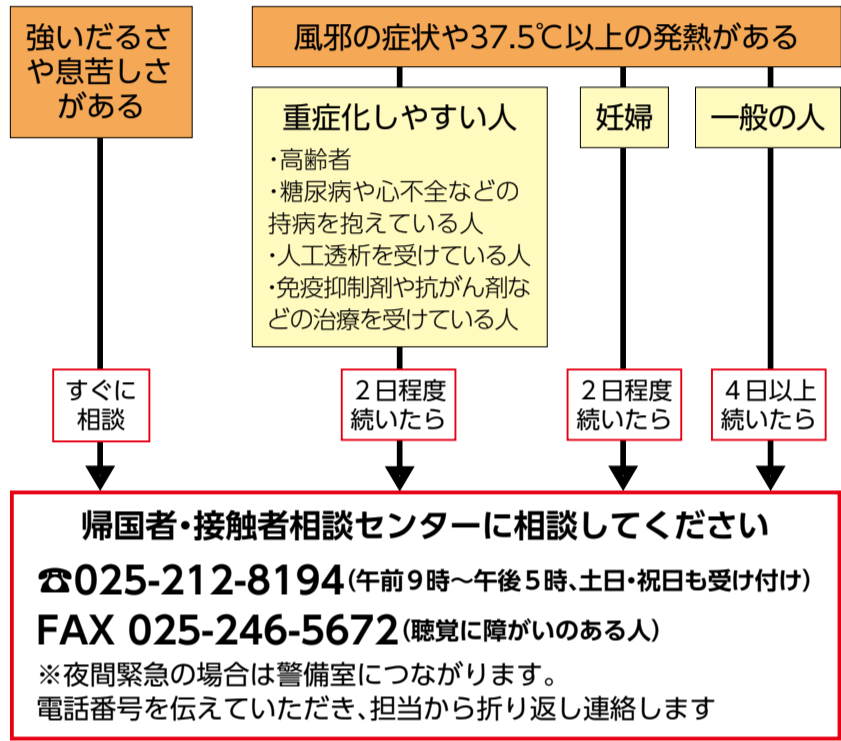 強いだるさ
や息苦しさ
がある
風邪の症状や37.5℃以上の発熱がある
重症化しやすい人
・高齢者
・糖尿病や心不全などの
持病を抱えている人
・人工透析を受けている人
・免疫抑制剤や抗がん剤な
どの治療を受けている人
妊婦
一般の人
すぐに
相談
２日程度
続いたら
２日程度
続いたら
４日以上
続いたら
帰国者・接触者相談センターに相談してください
☎025-212-8194(午前９時〜午後５時、土日・祝日も受け付け)
FAX 025-246-5672(聴覚に障がいのある人)
※夜間緊急の場合は警備室につながります。
電話番号を伝えていただき、担当から折り返し連絡します